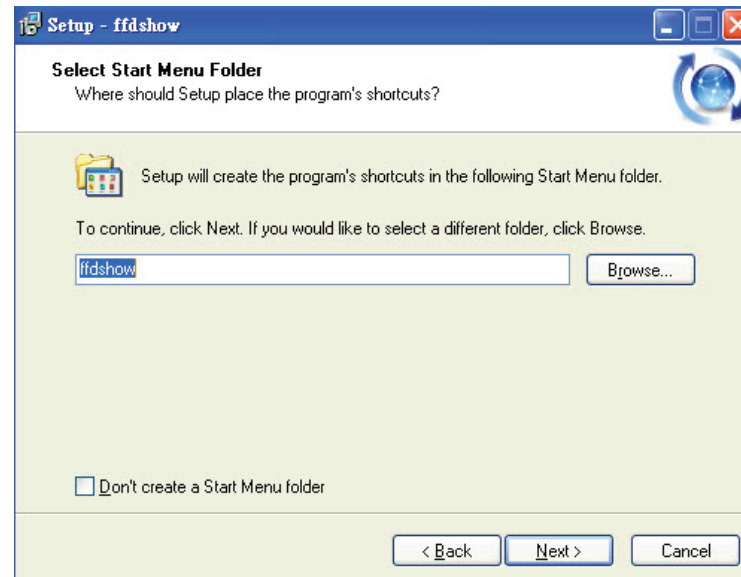 Setup - ffdshow
Select Start Menu Folder
Where should Setup place the program's shortcuts?
Setup will create the program's shortcuts in the following Start Menu folder.
To continue, click Next. If you would like to select a different folder, click Browse.
ffdshow
Browse...
Don't create a Start Menu folder
< Back
Next >
Cancel